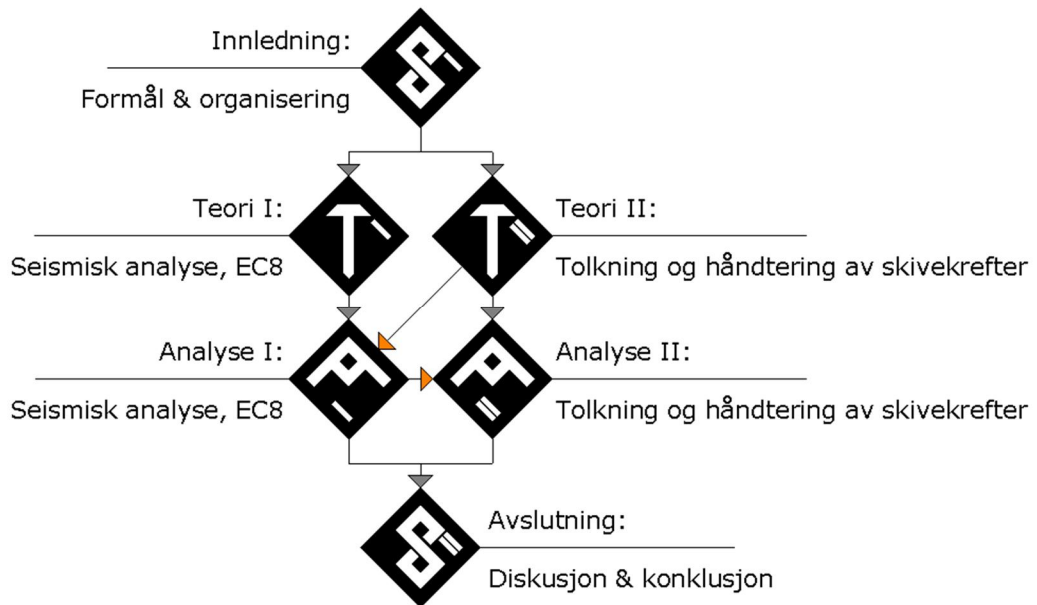 Innledning:
Formål & organisering
Teori I:
Seismisk analyse, EC8
Teori II:
Tolkning og håndtering av skivekrefter
Analyse I:
Seismisk analyse, EC8
Analyse II:
Tolkning og håndtering av skivekrefter
Avslutning:
Diskusjon & konklusjon